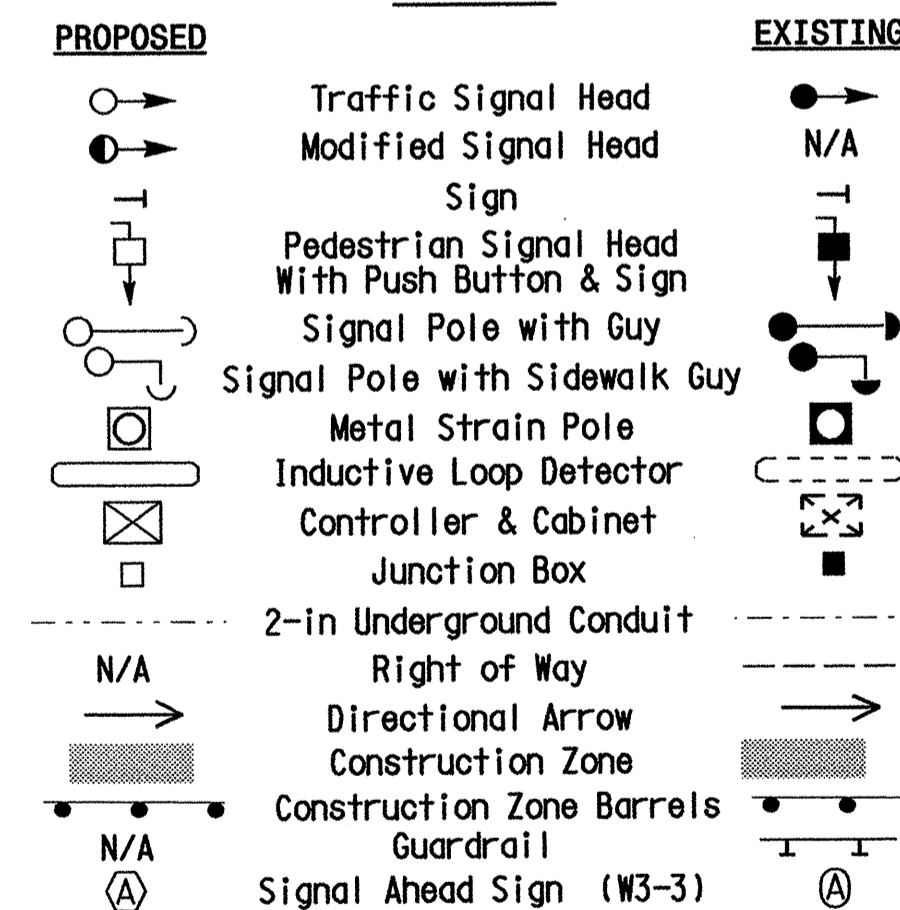 PROPOSED EXISTING
Traffic Signal Head
Modified Signal Head N/A
Sign
Pedestrian Signal Head
With Push Button & Sign
Signal Pole with Guy
Signal Pole with Sidewalk Guy
Metal Strain Pole
Inductive Loop Detector
Controller & Cabinet
Junction Box
2-in Underground Conduit
N/A Right of Way
Directional Arrow
Construction Zone
Construction Zone Barrels
N/A Guardrail
A Signal Ahead Sign (W3-3) A